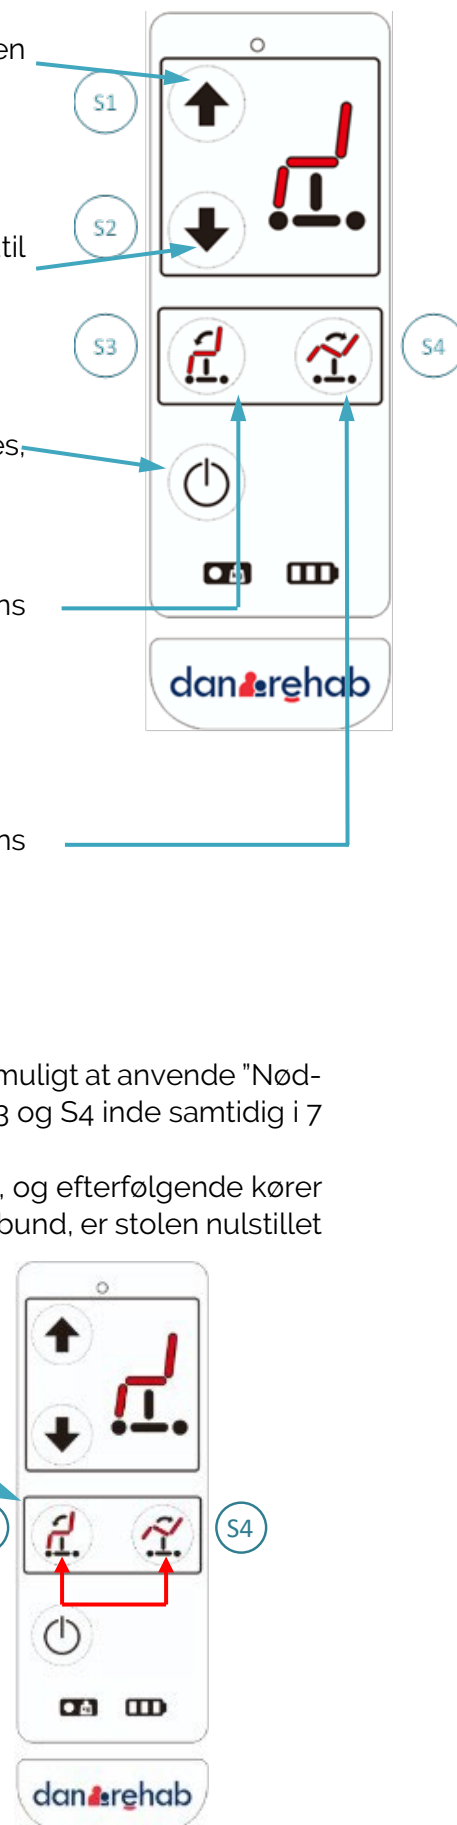 en
S1
S2
til
S3
S4
es,
ns
dan rehab
ns
muligt at anvende ”Nød-
3 og S4 inde samtidig i 7
, og efterfølgende kører
bund, er stolen nulstillet
S4
dan rehab